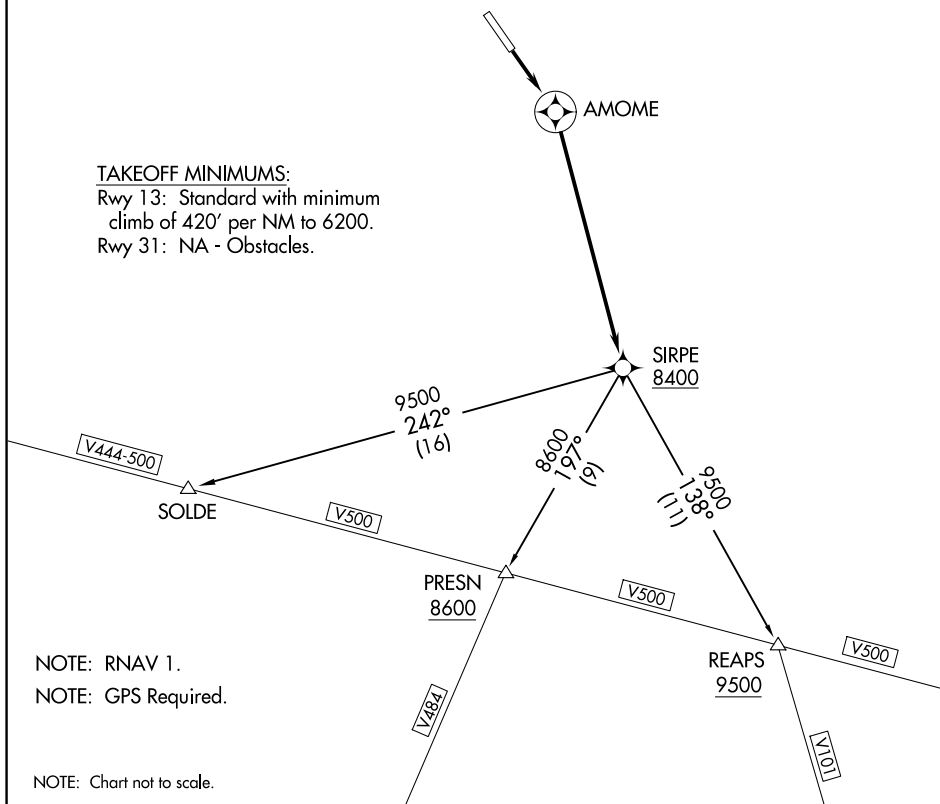 AMOME
TAKEOFF MINIMUMS:
Rwy 13: Standard with minimum
climb of 420' per NM to 6200.
Rwy 31: NA - Obstacles.
SIRPE
8400
9500
242°
(16)
8600
197°
(9)
9500
138°
(11)
V444-500
SOLDE
V500
PRESN
8600
V500
REAPS
9500
V500
V484
V101
NOTE: RNAV 1.
NOTE: GPS Required.
NOTE: Chart not to scale.